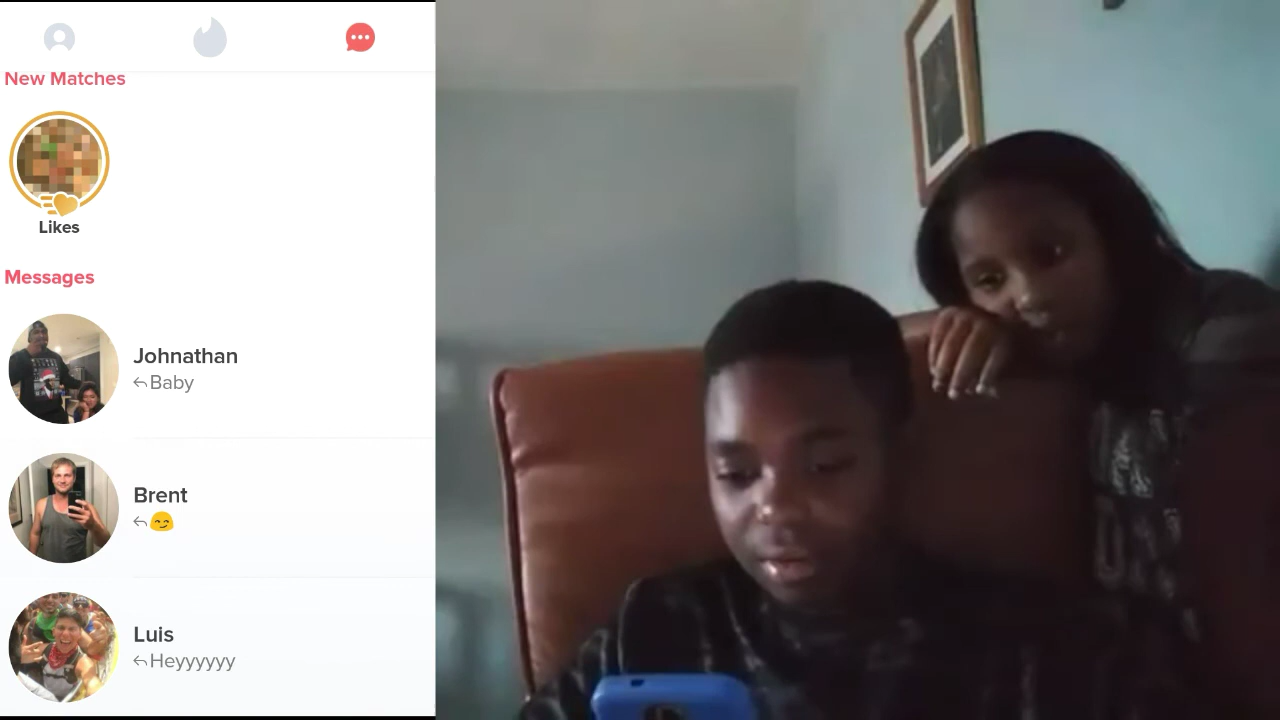 New Matches
Likes
Messages
Johnathan
Baby
Brent
😏
Luis
Heyyyyyy